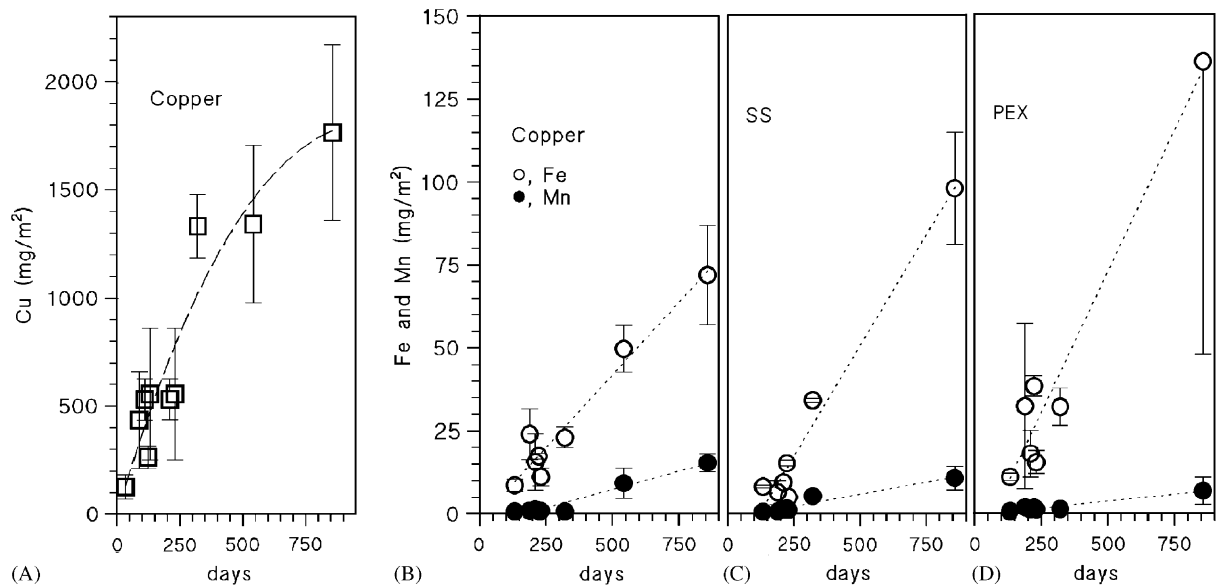 2000
1500
1000
500
0
Cu (mg/m²)
Copper
0 250 500 750
days
(A)
150
125
100
75
50
25
0
Fe and Mn (mg/m²)
Copper
○, Fe
●, Mn
0 250 500 750
days
(B)
SS
0 250 500 750
days
(C)
PEX
0 250 500 750
days
(D)